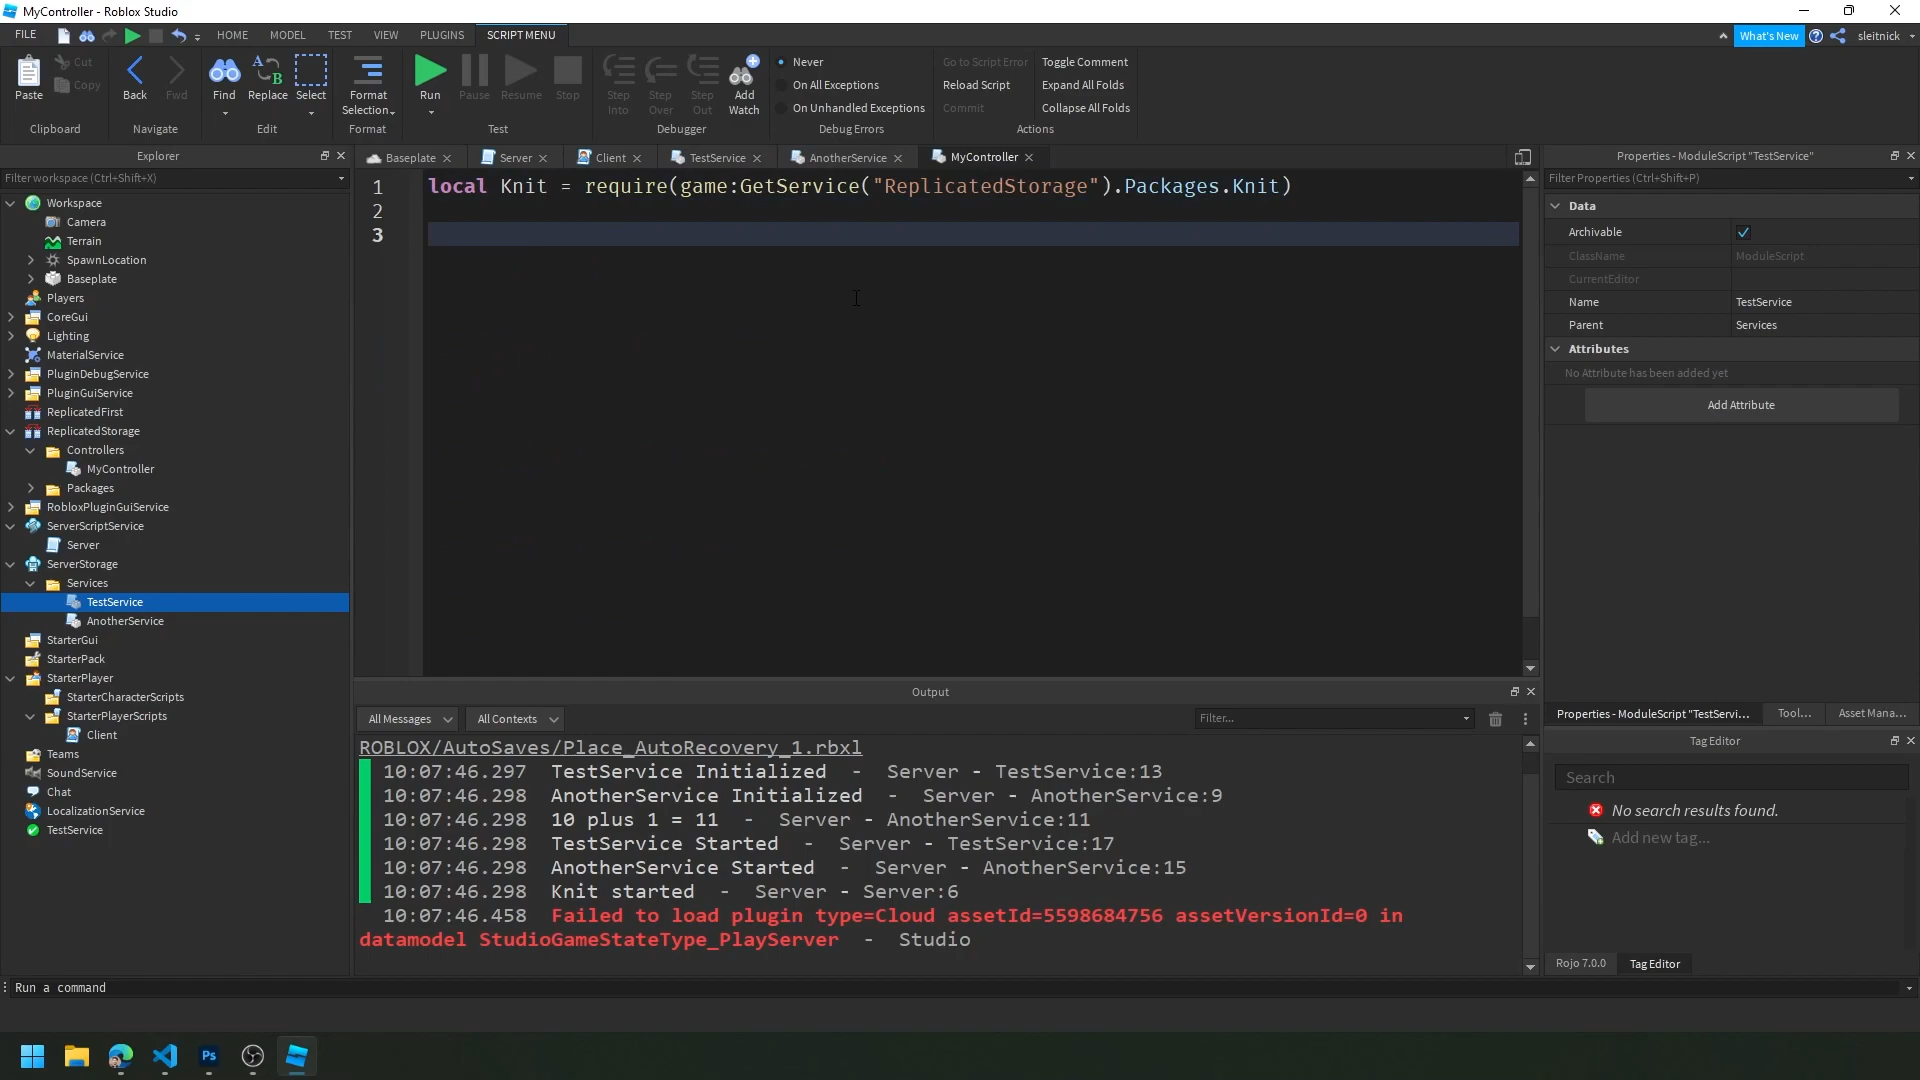 MyController - Roblox Studio
FILE
HOME
MODEL
TEST
VIEW
PLUGINS
SCRIPT MENU
What's New
sleitnick
Paste
Cut
Copy
Clipboard
Back
Fwd
Navigate
Find
Replace
Select
Edit
Format
Selection
Format
Run
Pause
Resume
Stop
Test
Step
Into
Step
Over
Step
Out
Add
Watch
Debugger
Never
On All Exceptions
On Unhandled Exceptions
Debug Errors
Go to Script Error
Reload Script
Commit
Toggle Comment
Expand All Folds
Collapse All Folds
Actions
Explorer
Filter workspace (Ctrl+Shift+X)
Workspace
Camera
Terrain
SpawnLocation
Baseplate
Players
CoreGui
Lighting
MaterialService
PluginDebugService
PluginGuiService
ReplicatedFirst
ReplicatedStorage
Controllers
MyController
Packages
RobloxPluginGuiService
ServerScriptService
Server
ServerStorage
Services
TestService
AnotherService
StarterGui
StarterPack
StarterPlayer
StarterCharacterScripts
StarterPlayerScripts
Client
Teams
SoundService
Chat
LocalizationService
TestService
Baseplate
Server
Client
TestService
AnotherService
MyController
1 local Knit = require(game:GetService("ReplicatedStorage").Packages.Knit)
2
3
Output
All Messages
All Contexts
Filter...
ROBLOX/AutoSaves/Place_AutoRecovery_1.rbxl
10:07:46.297 TestService Initialized - Server - TestService:13
10:07:46.298 AnotherService Initialized - Server - AnotherService:9
10:07:46.298 10 plus 1 = 11 - Server - AnotherService:11
10:07:46.298 TestService Started - Server - TestService:17
10:07:46.298 AnotherService Started - Server - AnotherService:15
10:07:46.298 Knit started - Server - Server:6
10:07:46.458 Failed to load plugin type=Cloud assetId=5598684756 assetVersionId=0 in
datamodel StudioGameStateType_PlayServer - Studio
Properties - ModuleScript "TestService"
Filter Properties (Ctrl+Shift+P)
Data
Archivable
ClassName ModuleScript
CurrentEditor
Name TestService
Parent Services
Attributes
No Attribute has been added yet
Add Attribute
Properties - ModuleScript "TestServi...
Tool...
Asset Mana...
Tag Editor
Search
No search results found.
Add new tag...
Rojo 7.0.0
Tag Editor
Run a command
Ps